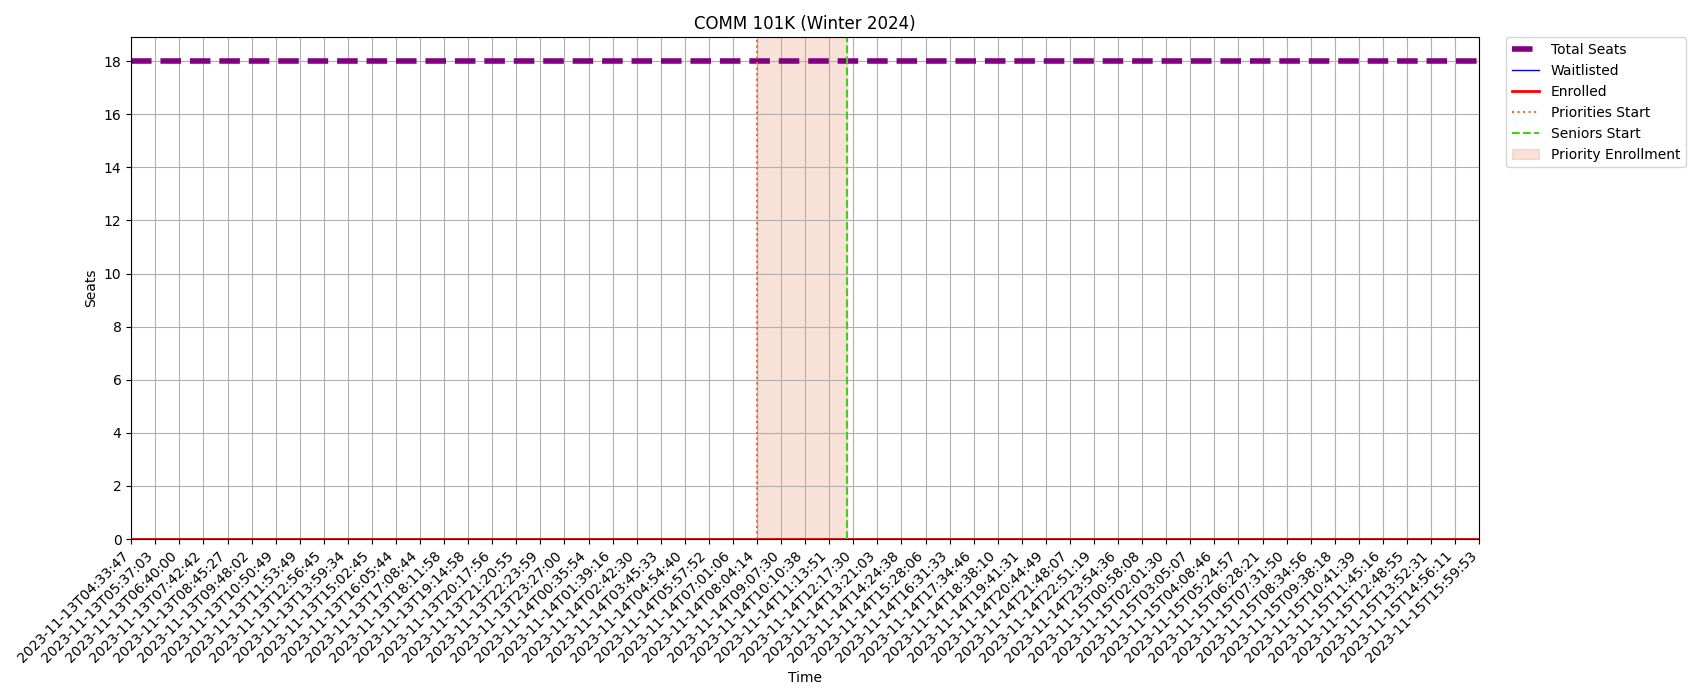 COMM 101K (Winter 2024)
Total Seats
Waitlisted
Enrolled
Priorities Start
Seniors Start
Priority Enrollment
Seats
18
16
14
12
10
8
6
4
2
0
2023-11-13T04:33:47
2023-11-13T05:37:03
2023-11-13T06:40:00
2023-11-13T07:42:42
2023-11-13T08:45:27
2023-11-13T09:48:02
2023-11-13T10:50:49
2023-11-13T11:53:49
2023-11-13T12:56:45
2023-11-13T13:59:34
2023-11-13T15:02:45
2023-11-13T16:05:44
2023-11-13T17:08:44
2023-11-13T18:11:58
2023-11-13T19:14:58
2023-11-13T20:17:56
2023-11-13T21:20:55
2023-11-13T22:23:59
2023-11-13T23:27:00
2023-11-14T00:35:54
2023-11-14T01:39:16
2023-11-14T02:42:30
2023-11-14T03:45:33
2023-11-14T04:54:40
2023-11-14T05:57:52
2023-11-14T07:01:06
2023-11-14T08:04:14
2023-11-14T09:07:30
2023-11-14T10:10:38
2023-11-14T11:13:51
2023-11-14T12:17:30
2023-11-14T13:21:03
2023-11-14T14:24:38
2023-11-14T15:28:06
2023-11-14T16:31:33
2023-11-14T17:34:46
2023-11-14T18:38:10
2023-11-14T19:41:31
2023-11-14T20:44:49
2023-11-14T21:48:07
2023-11-14T22:51:19
2023-11-14T23:54:36
2023-11-15T00:58:08
2023-11-15T02:01:30
2023-11-15T03:05:07
2023-11-15T04:08:46
2023-11-15T05:24:57
2023-11-15T06:28:21
2023-11-15T07:31:50
2023-11-15T08:34:56
2023-11-15T09:38:18
2023-11-15T10:41:39
2023-11-15T11:45:16
2023-11-15T12:48:55
2023-11-15T13:52:31
2023-11-15T14:56:11
2023-11-15T15:59:53
Time